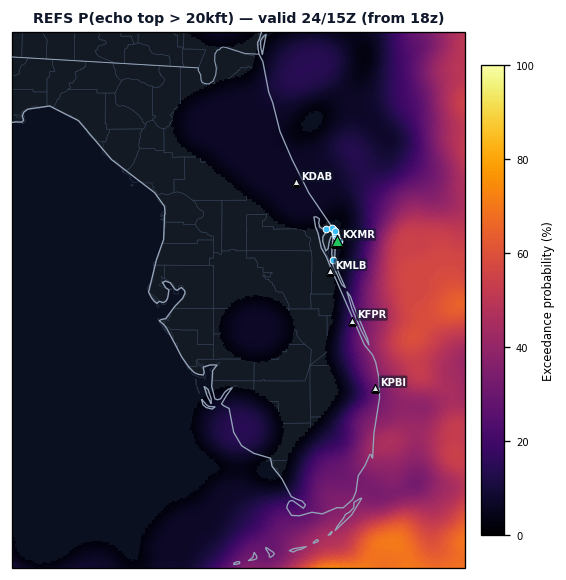 REFS P(echo top > 20kft) — valid 24/15Z (from 18z)
KDAB
KXMR
KMLB
KFPR
KPBI
100
80
60
40
20
0
Exceedance probability (%)